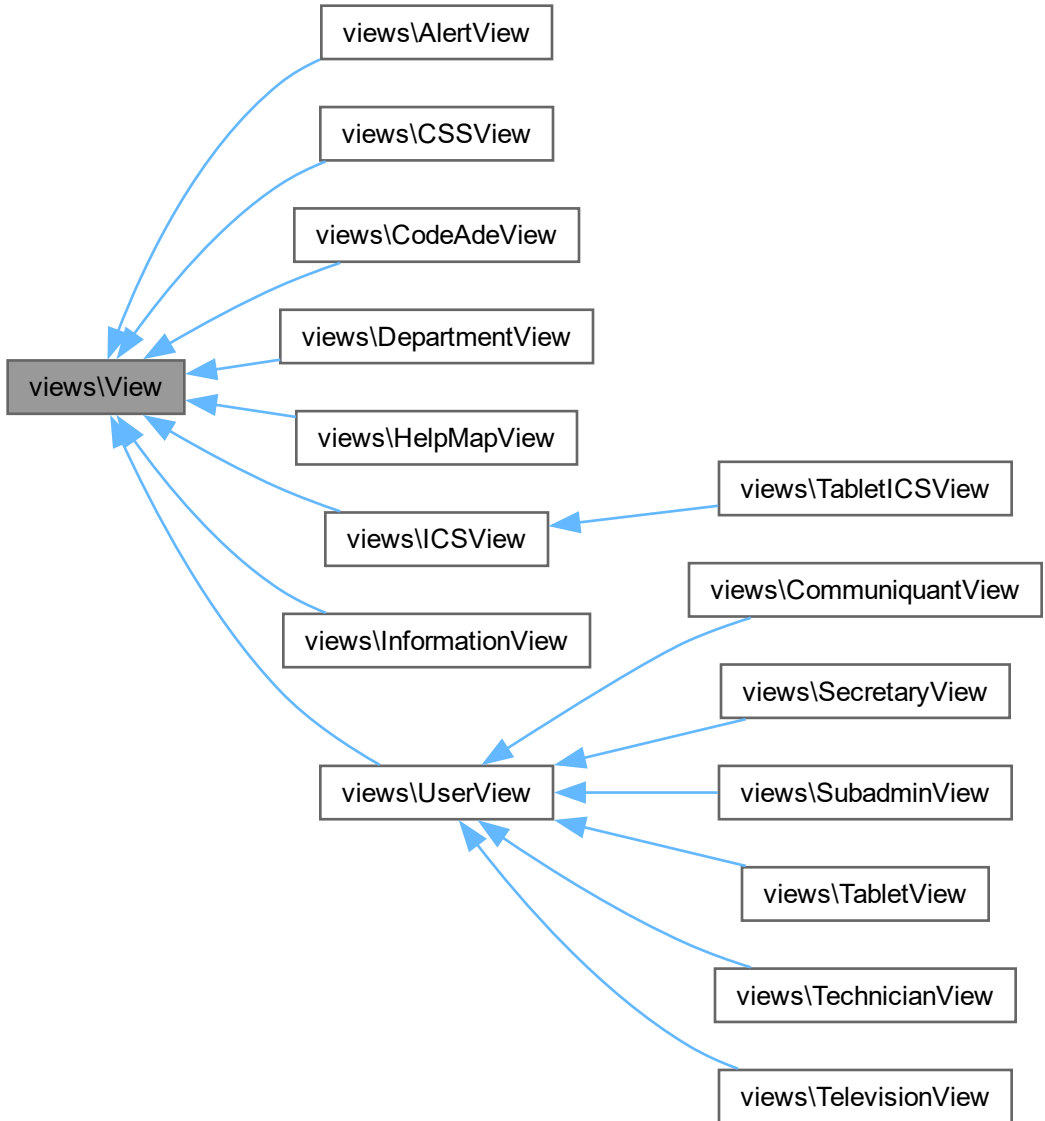 views\AlertView
views\CSSView
views\CodeAdeView
views\DepartmentView
views\View
views\HelpMapView
views\TabletICSView
views\ICSView
views\CommuniquantView
views\InformationView
views\SecretaryView
views\UserView
views\SubadminView
views\TabletView
views\TechnicianView
views\TelevisionView